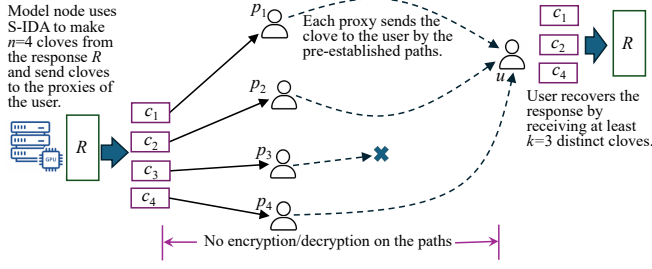 Model node uses
S-IDA to make
n=4 cloves from
the response R
and send cloves
to the proxies of
the user.
GPU
R
c1
c2
c3
c4
p1
p2
p3
p4
Each proxy sends the
clove to the user by the
pre-established paths.
u
c1
c2
c4
R
User recovers the
response by
receiving at least
k=3 distinct cloves.
No encryption/decryption on the paths